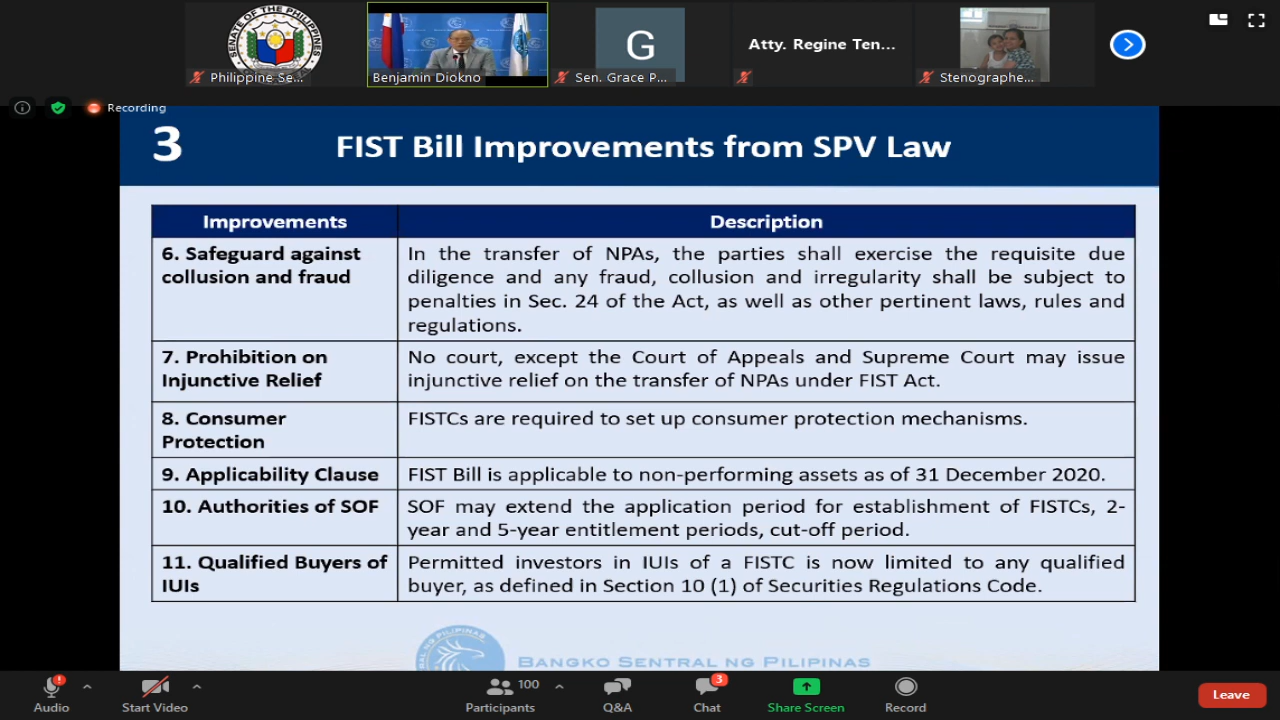 SENATE OF THE PHILIPPINES
Philippine Se...
Benjamin Diokno
G
Sen. Grace P...
Atty. Regine Ten...
Stenographe...
Recording
3
FIST Bill Improvements from SPV Law
Improvements
Description
6. Safeguard against
collusion and fraud
In the transfer of NPAs, the parties shall exercise the requisite due
diligence and any fraud, collusion and irregularity shall be subject to
penalties in Sec. 24 of the Act, as well as other pertinent laws, rules and
regulations.
7. Prohibition on
Injunctive Relief
No court, except the Court of Appeals and Supreme Court may issue
injunctive relief on the transfer of NPAs under FIST Act.
8. Consumer
Protection
FISTCs are required to set up consumer protection mechanisms.
9. Applicability Clause
FIST Bill is applicable to non-performing assets as of 31 December 2020.
10. Authorities of SOF
SOF may extend the application period for establishment of FISTCs, 2-
year and 5-year entitlement periods, cut-off period.
11. Qualified Buyers of
IUIs
Permitted investors in IUIs of a FISTC is now limited to any qualified
buyer, as defined in Section 10 (1) of Securities Regulations Code.
BANGKO SENTRAL NG PILIPINAS
Audio
Start Video
100
Participants
Q&A
3
Chat
Share Screen
Record
Leave